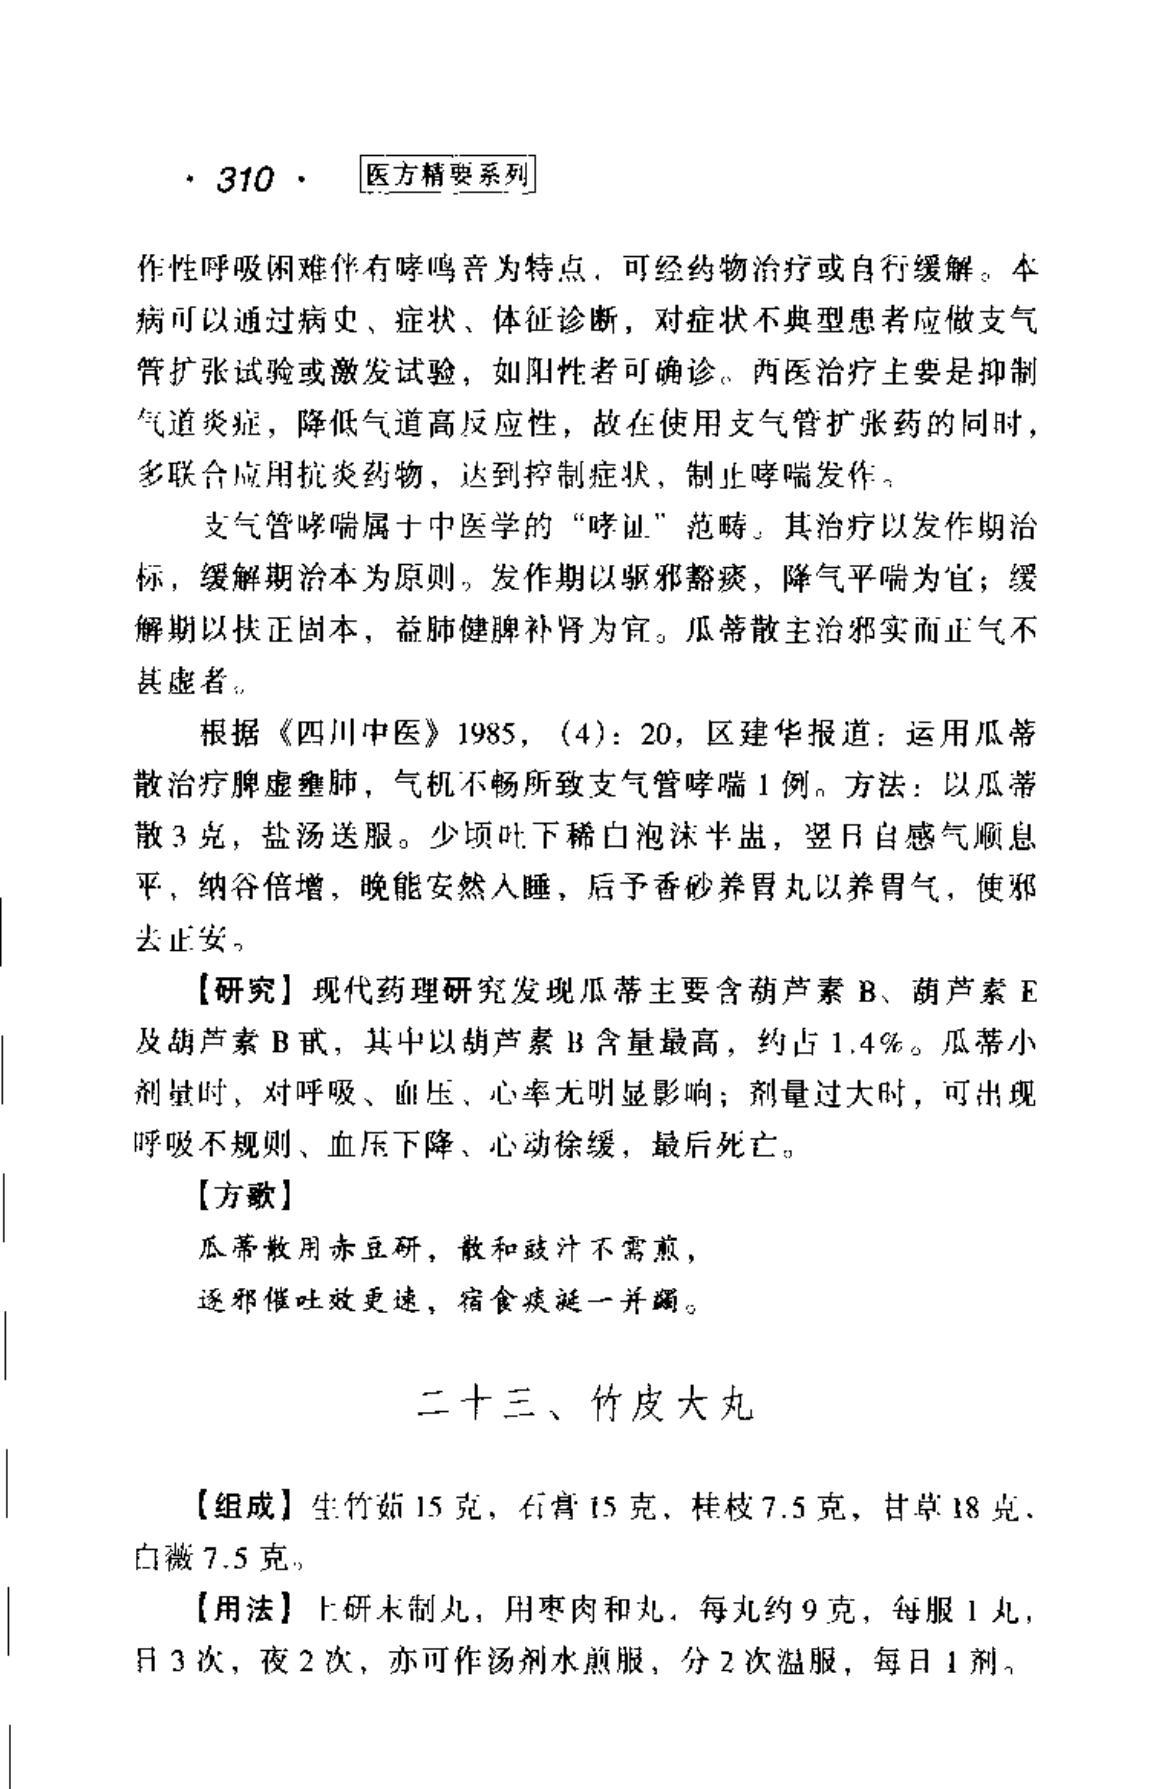 · 310 · 医方精要系列
作性呼吸困难伴有哮鸣音为特点，可经药物治疗或自行缓解。本
病可以通过病史、症状、体征诊断，对症状不典型患者应做支气
管扩张试验或激发试验，如阳性者可确诊。西医治疗主要是抑制
气道炎症，降低气道高反应性，故在使用支气管扩张药的同时，
多联合应用抗炎药物，达到控制症状，制止哮喘发作。
支气管哮喘属于中医学的“哮证”范畴。其治疗以发作期治
标，缓解期治本为原则。发作期以驱邪豁痰，降气平喘为宜；缓
解期以扶正固本，益肺健脾补肾为宜。瓜蒂散主治邪实而正气不
甚虚者。
根据《四川中医》1985，（4）：20，区建华报道：运用瓜蒂
散治疗脾虚壅肺，气机不畅所致支气管哮喘1例。方法：以瓜蒂
散3克，盐汤送服。少顷吐下稀白泡沫半盅，翌日自感气顺息
平，纳谷倍增，晚能安然入睡，后予香砂养胃丸以养胃气，使邪
去正安。
【研究】现代药理研究发现瓜蒂主要含葫芦素 B、葫芦素 E
及葫芦素 B 甙，其中以葫芦素 B 含量最高，约占 1.4%。瓜蒂小
剂量时，对呼吸、血压、心率无明显影响；剂量过大时，可出现
呼吸不规则、血压下降、心动徐缓，最后死亡。
【方歌】
瓜蒂散用赤豆研，散和豉汁不需煎，
逐邪催吐效更速，宿食痰涎一并蠲。
二十三、竹皮大丸
【组成】生竹茹 15 克，石膏 15 克，桂枝 7.5 克，甘草 18 克，
白薇 7.5 克。
【用法】上研末制丸，用枣肉和丸，每丸约 9 克，每服 1 丸，
日 3 次，夜 2 次，亦可作汤剂水煎服，分 2 次温服，每日 1 剂。